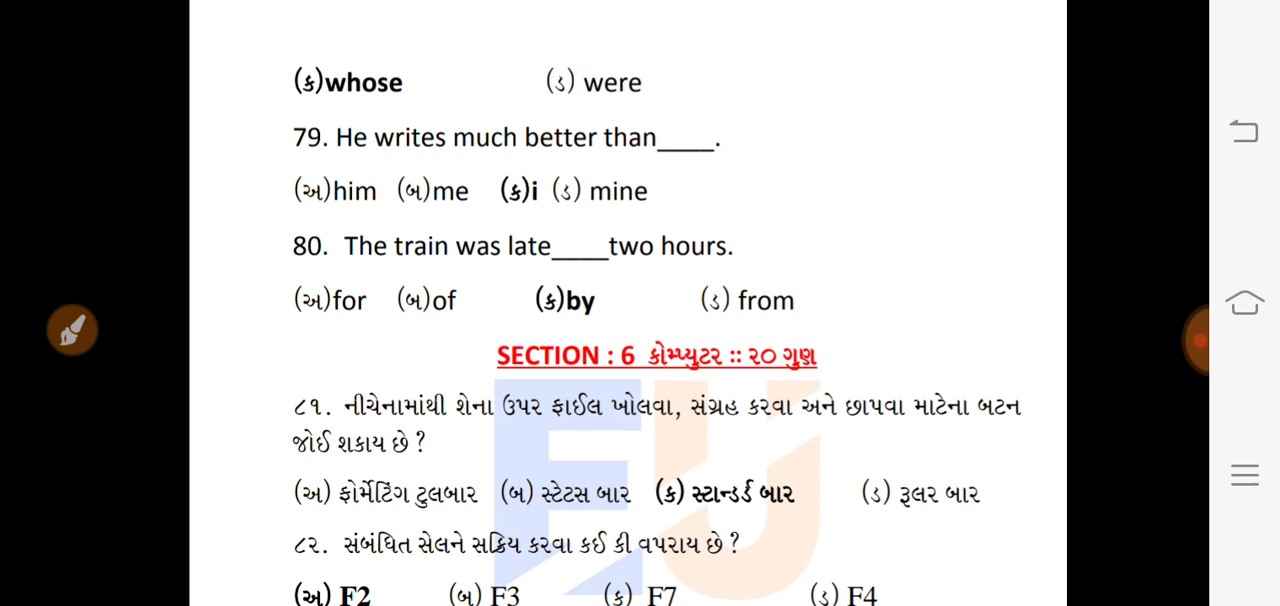 (ક)whose (ડ) were
79. He writes much better than____.
(અ)him (બ)me (ક)i (ડ) mine
80. The train was late____two hours.
(અ)for (બ)of (ક)by (ડ) from
SECTION : 6 કોમ્પ્યુટર :: ૨૦ ગુણ
૮૧. નીચેનામાંથી શેના ઉપર ફાઈલ ખોલવા, સંગ્રહ કરવા અને છાપવા માટેના બટન
જોઈ શકાય છે ?
(અ) ફોર્મેટિંગ ટુલબાર (બ) સ્ટેટસ બાર (ક) સ્ટાન્ડર્ડ બાર (ડ) રૂલર બાર
૮૨. સંબંધિત સેલને સક્રિય કરવા કઈ કી વપરાય છે ?
(અ) F2 (બ) F3 (ક) F7 (ડ) F4